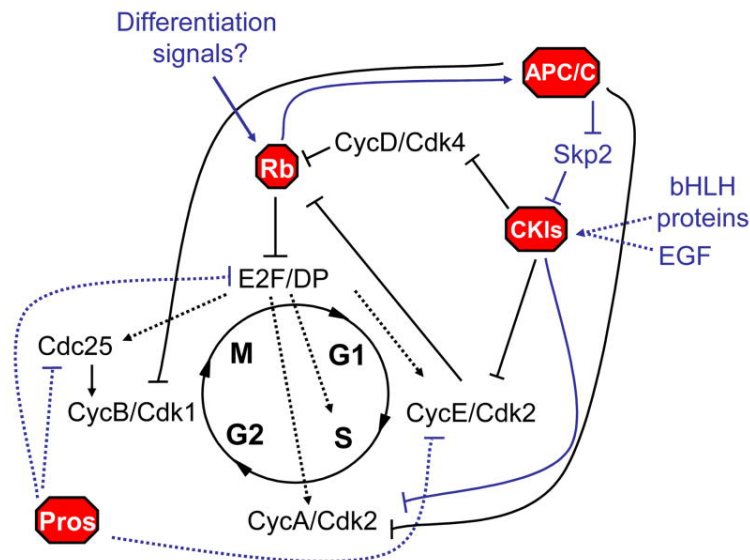 Differentiation
signals?
APC/C
CycD/Cdk4
Skp2
Rb
bHLH
proteins
CKIs
EGF
E2F/DP
Cdc25
M
G1
CycB/Cdk1
CycE/Cdk2
G2
S
Pros
CycA/Cdk2